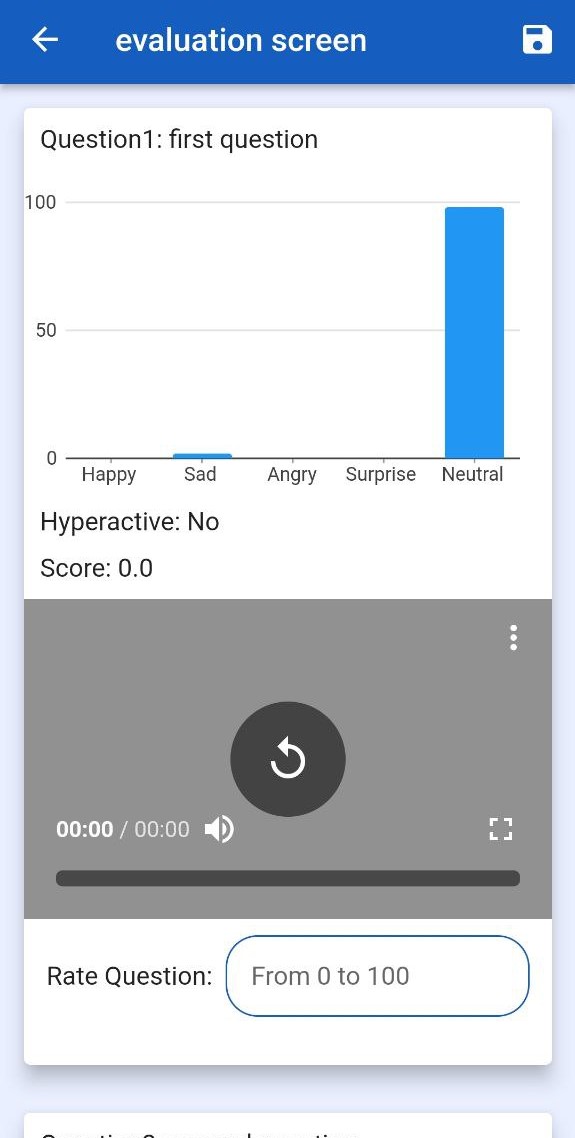 evaluation screen
Question1: first question
100
50
0
Happy Sad Angry Surprise Neutral
Hyperactive: No
Score: 0.0
00:00 / 00:00
Rate Question: From 0 to 100